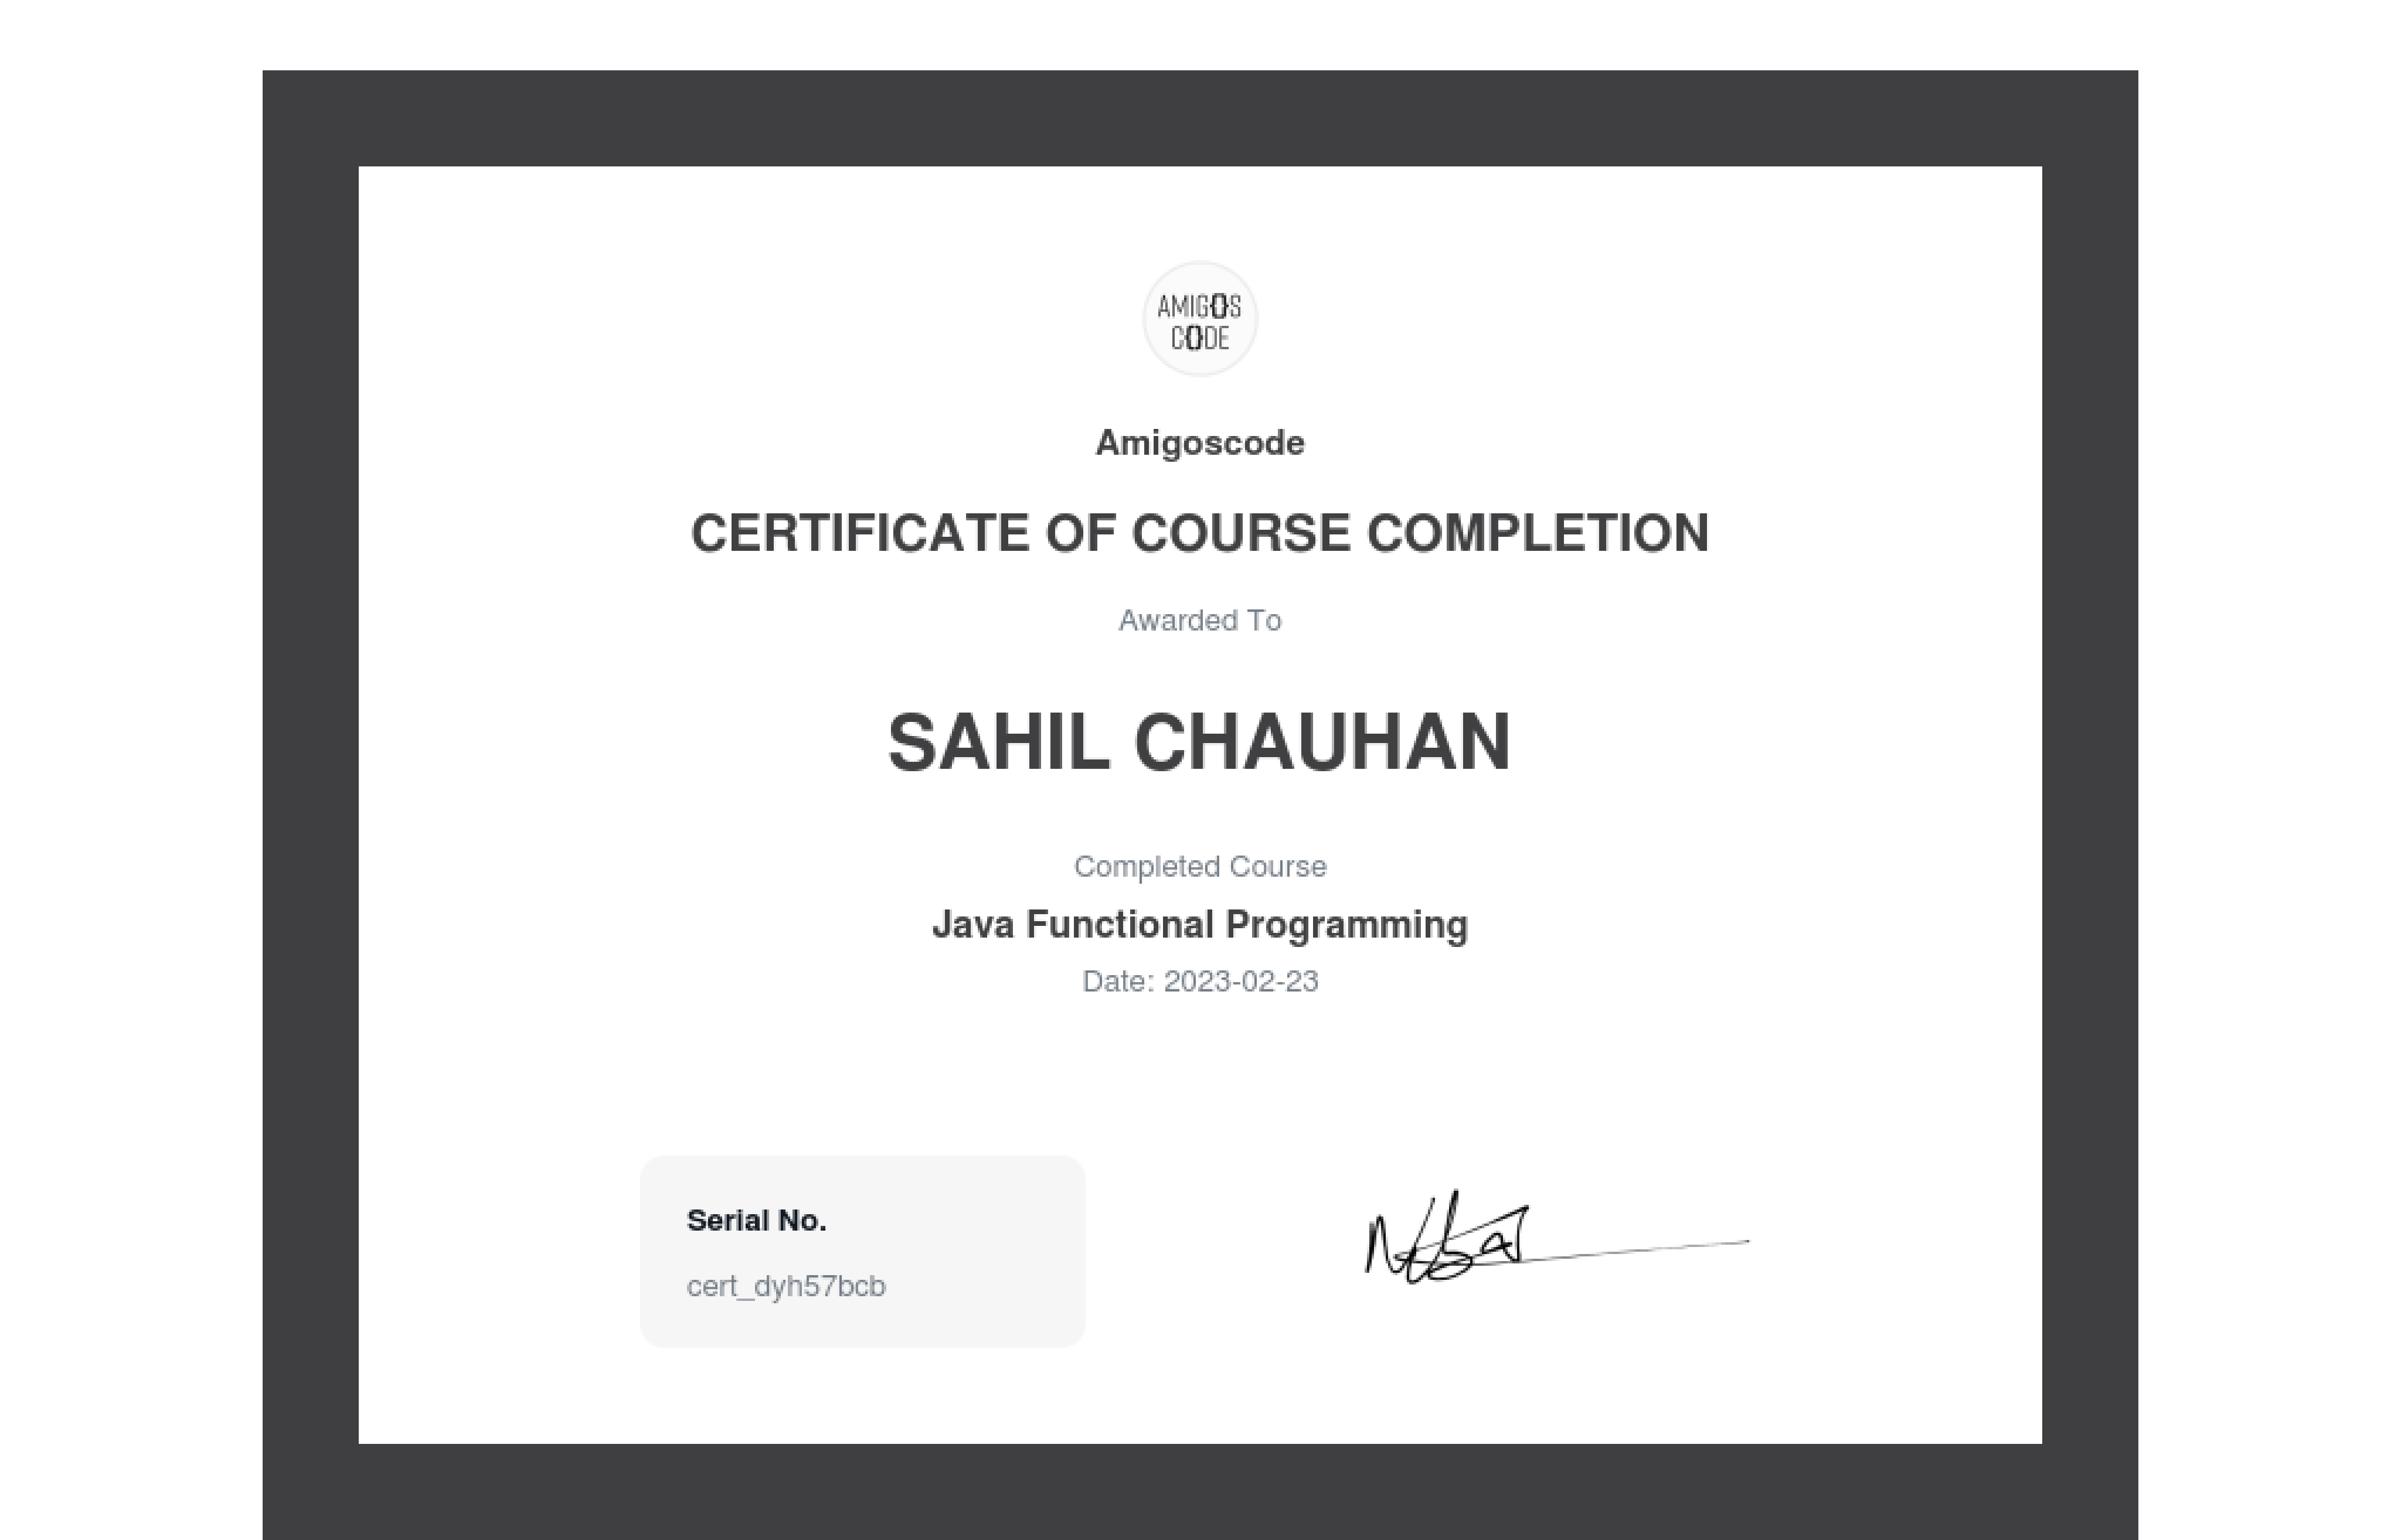 AMIGOS
CODE
Amigoscode
CERTIFICATE OF COURSE COMPLETION
Awarded To
SAHIL CHAUHAN
Completed Course
Java Functional Programming
Date: 2023-02-23
Serial No.
cert_dyh57bcb